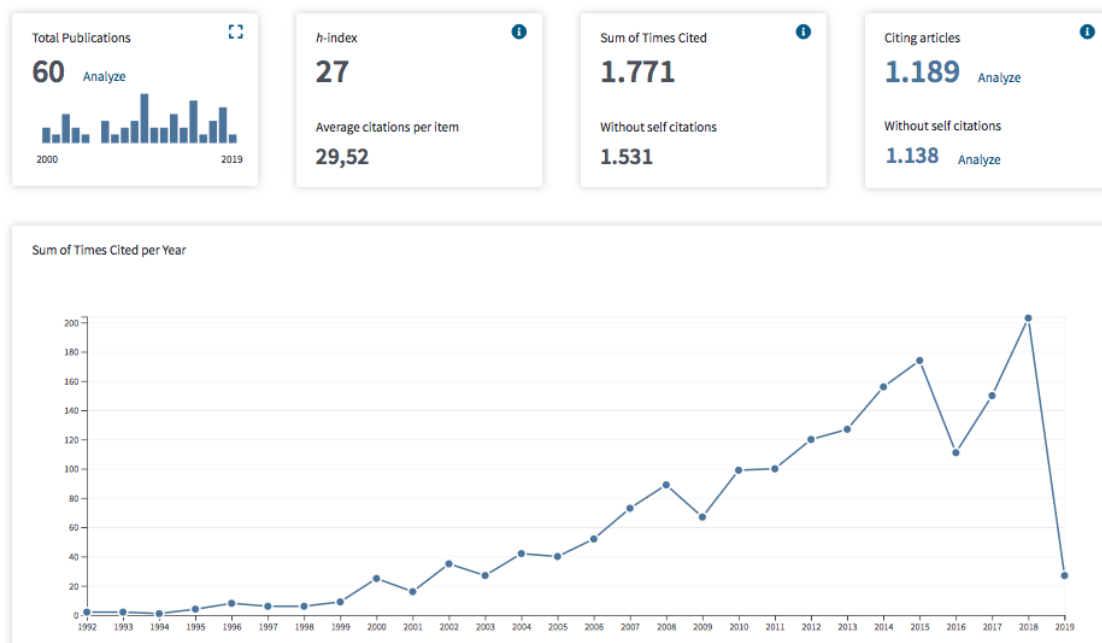 Total Publications
60 Analyze
2000 2019
h-index
27
Average citations per item
29,52
Sum of Times Cited
1.771
Without self citations
1.531
Citing articles
1.189 Analyze
Without self citations
1.138 Analyze
Sum of Times Cited per Year
200
180
160
140
120
100
80
60
40
20
0
1992 1993 1994 1995 1996 1997 1998 1999 2000 2001 2002 2003 2004 2005 2006 2007 2008 2009 2010 2011 2012 2013 2014 2015 2016 2017 2018 2019